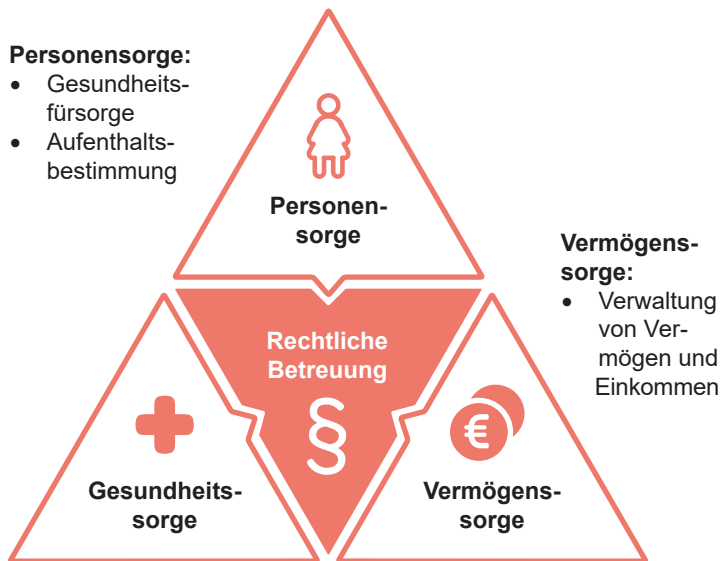 Personensorge:
• Gesundheits-
fürsorge
• Aufenthalts-
bestimmung
Personen-
sorge
Vermögens-
sorge:
• Verwaltung
von Ver-
mögen und
Einkommen
Rechtliche
Betreuung
§
€
Gesundheits-
sorge
Vermögens-
sorge